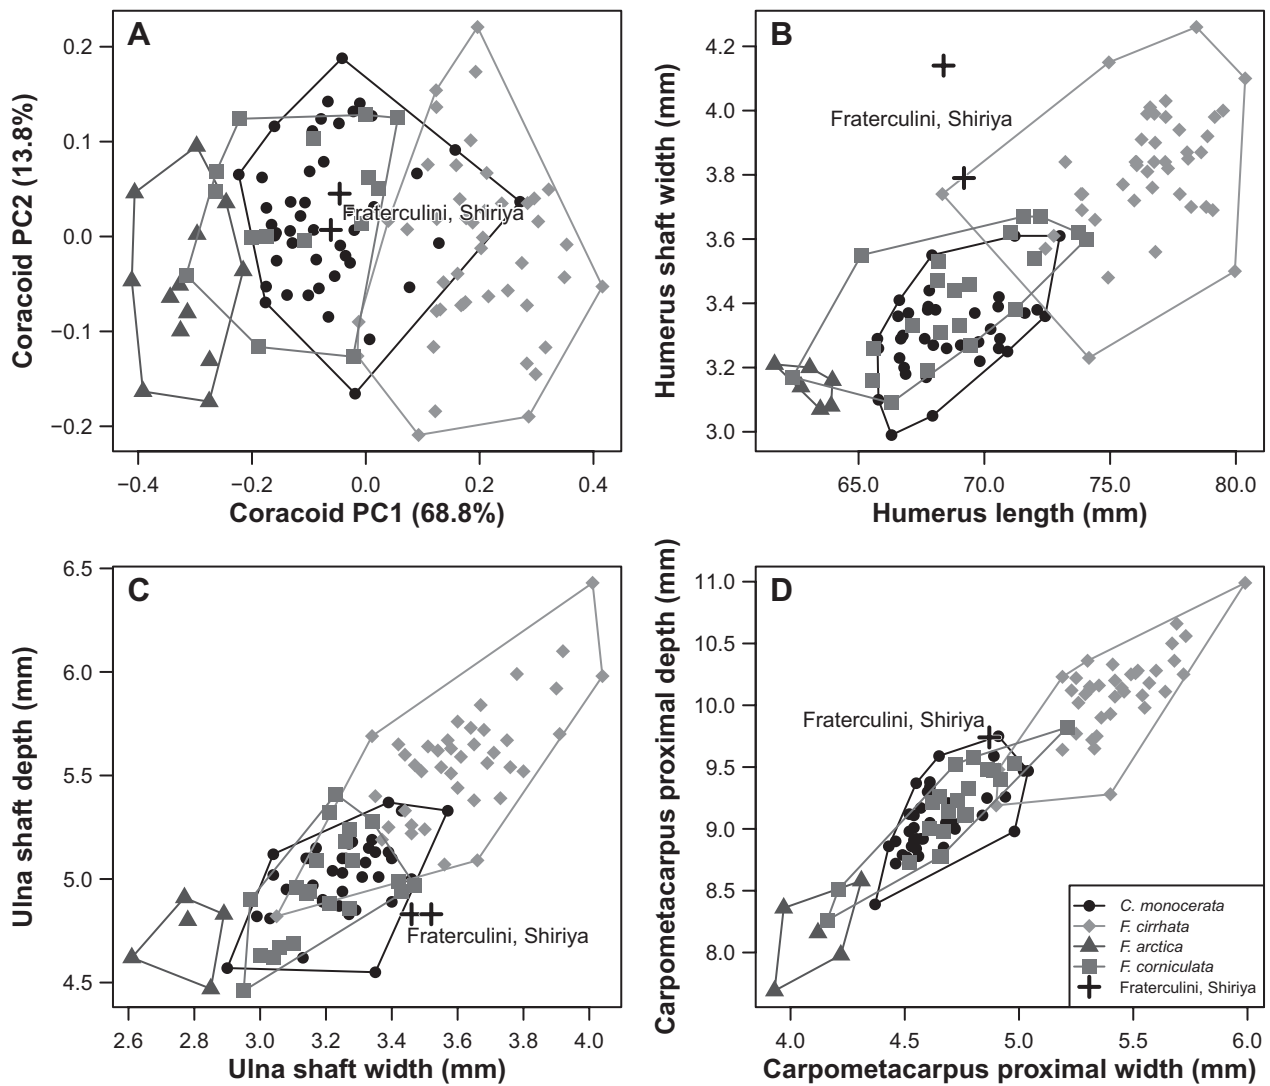 A
0.2
0.1
0.0
−0.1
−0.2
Coracoid PC2 (13.8%)
Fraterculini, Shiriya
−0.4
−0.2
0.0
0.2
0.4
Coracoid PC1 (68.8%)
B
4.2
4.0
3.8
3.6
3.4
3.2
3.0
Humerus shaft width (mm)
Fraterculini, Shiriya
65.0
70.0
75.0
80.0
Humerus length (mm)
C
6.5
6.0
5.5
5.0
4.5
Ulna shaft depth (mm)
Fraterculini, Shiriya
2.6
2.8
3.0
3.2
3.4
3.6
3.8
4.0
Ulna shaft width (mm)
D
11.0
10.5
10.0
9.5
9.0
8.5
8.0
Carpometacarpus proximal depth (mm)
Fraterculini, Shiriya
C. monocerata
F. cirrhata
F. arctica
F. corniculata
Fraterculini, Shiriya
4.0
4.5
5.0
5.5
6.0
Carpometacarpus proximal width (mm)